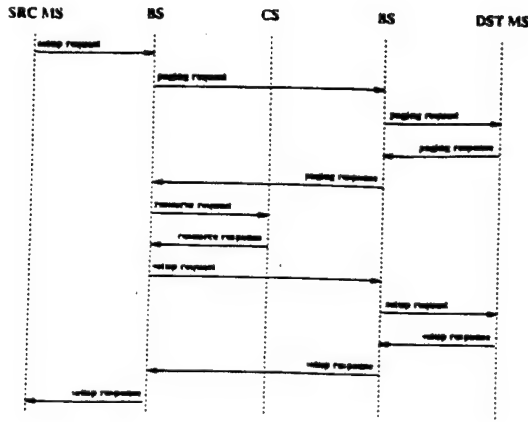 SRC MS BS CS BS DST MS
setup request
paging request
paging request
paging response
paging response
resource request
resource response
setup request
setup request
setup response
setup response
setup response